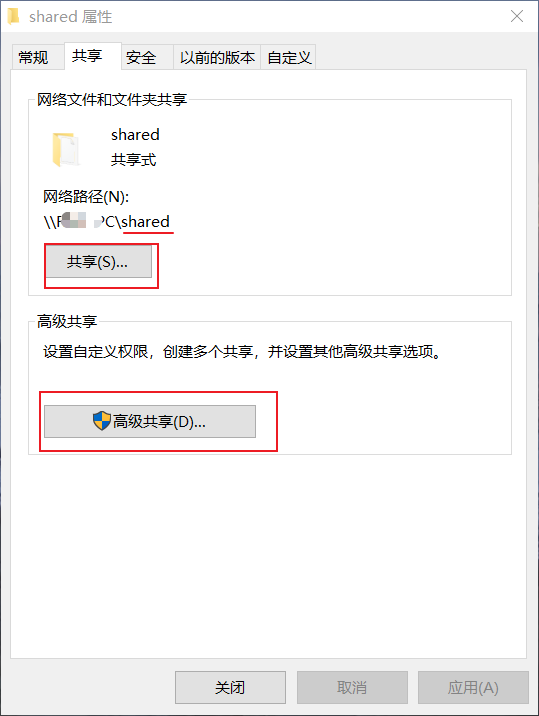 shared 属性
常规 共享 安全 以前的版本 自定义
网络文件和文件夹共享
shared
共享式
网络路径(N):
\shared
共享(S)...
高级共享
设置自定义权限，创建多个共享，并设置其他高级共享选项。
高级共享(D)...
关闭 取消 应用(A)